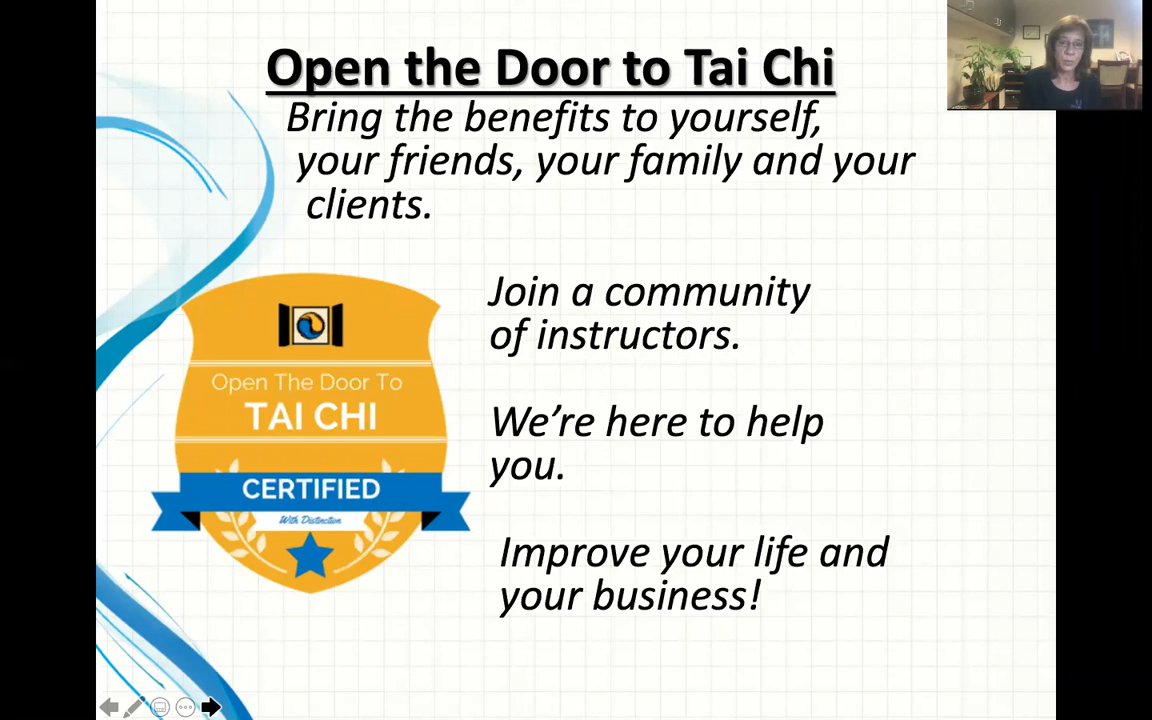 Open the Door to Tai Chi
Bring the benefits to yourself,
your friends, your family and your
clients.
Join a community
of instructors.
Open The Door To
TAI CHI
We’re here to help
you.
CERTIFIED
With Distinction
Improve your life and
your business!